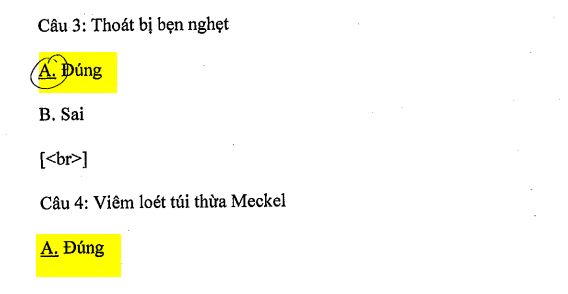 Câu 3: Thoát bị bẹn nghẹt
A. Đúng
B. Sai
[<br>]
Câu 4: Viêm loét túi thừa Meckel
A. Đúng